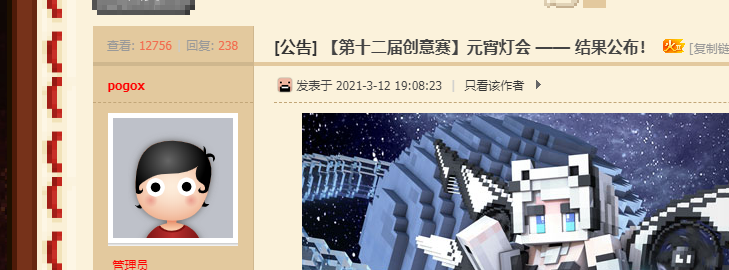 查看: 12756 回复: 238
[公告] 【第十二届创意赛】元宵灯会 —— 结果公布！ 火 [复制链
pogox
发表于 2021-3-12 19:08:23 | 只看该作者
管理员